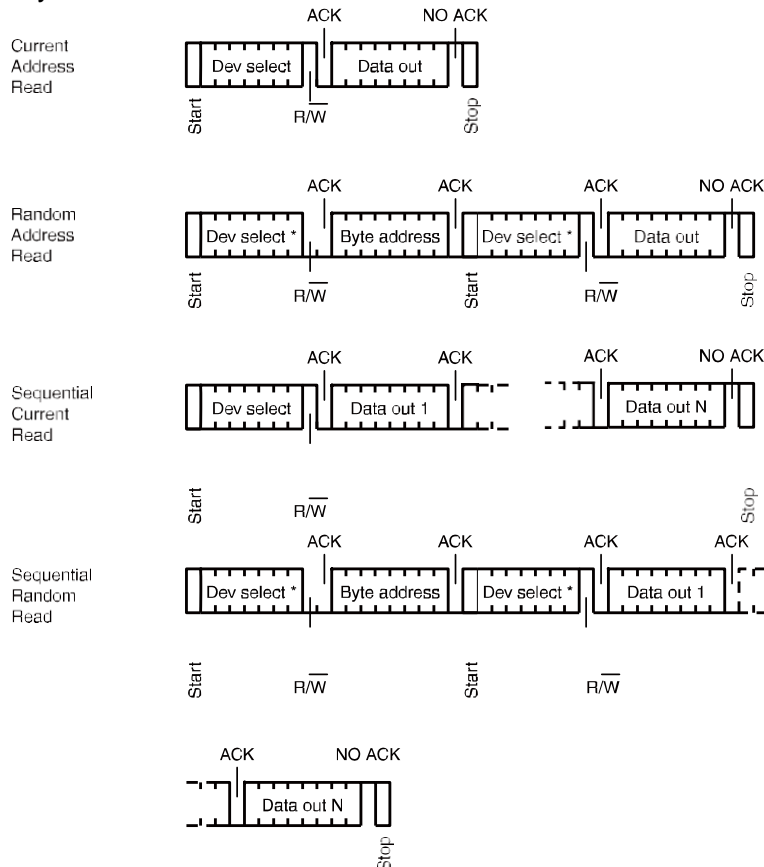 ACK NO ACK
Current
Address
Read
Dev select Data out
Start R/W̅ Stop
ACK ACK ACK NO ACK
Random
Address
Read
Dev select * Byte address Dev select * Data out
Start R/W̅ Start R/W̅ Stop
ACK ACK ACK NO ACK
Sequential
Current
Read
Dev select Data out 1 Data out N
Start R/W̅ Stop
ACK ACK ACK ACK
Sequential
Random
Read
Dev select * Byte address Dev select * Data out 1
Start R/W̅ Start R/W̅
ACK NO ACK
Data out N
Stop